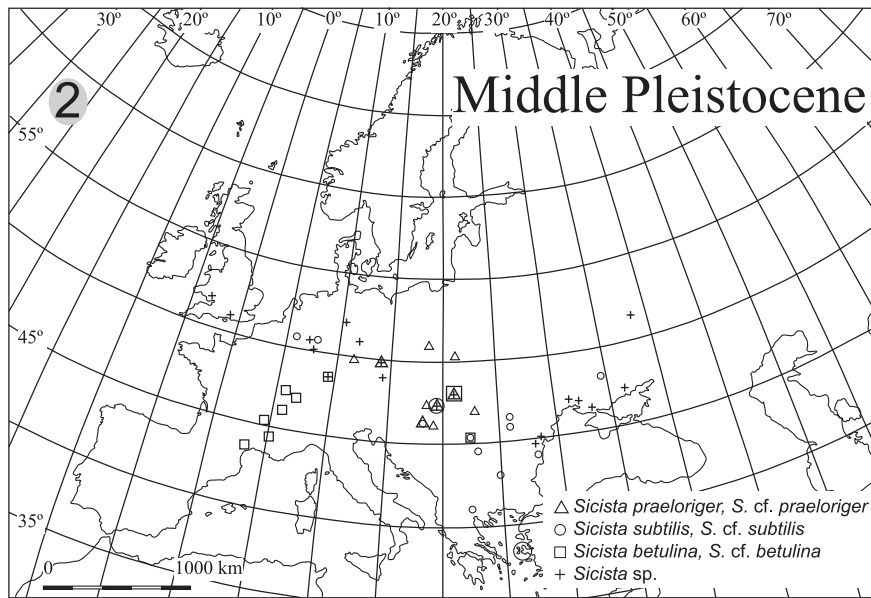 30º 20º 10º 0º 10º 20º 30º 40º 50º 60º 70º
2
Middle Pleistocene
55º
45º
35º
△ Sicista praeloriger, S. cf. praeloriger
○ Sicista subtilis, S. cf. subtilis
□ Sicista betulina, S. cf. betulina
+ Sicista sp.
0 1000 km